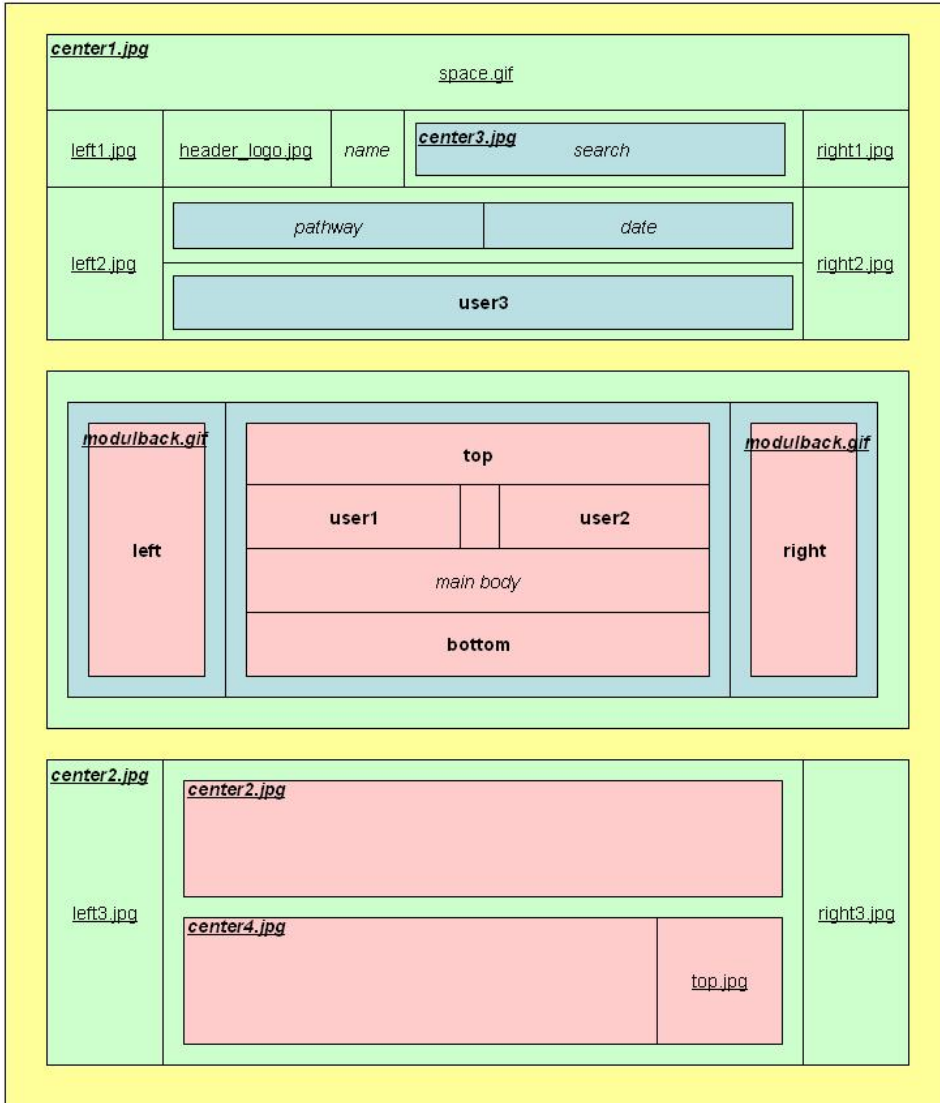 center1.jpg
space.gif
left1.jpg
header_logo.jpg
name
center3.jpg
search
right1.jpg
left2.jpg
pathway
date
right2.jpg
user3
modulback.gif
left
top
user1
user2
main body
bottom
modulback.gif
right
center2.jpg
left3.jpg
center2.jpg
center4.jpg
top.jpg
right3.jpg